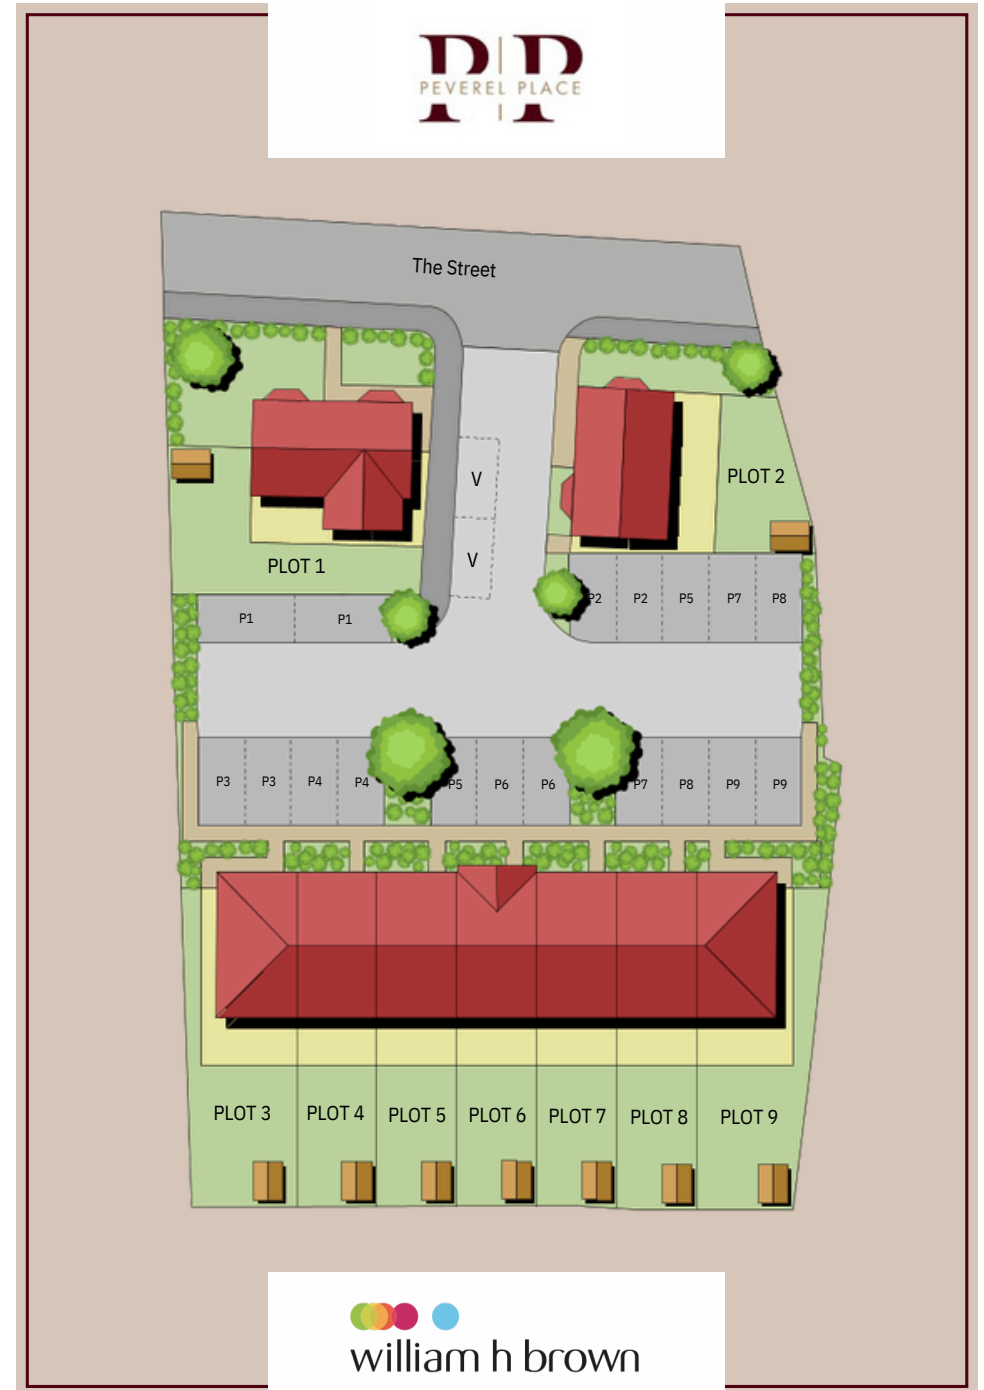 PP
PEVEREL PLACE
The Street
V
V
PLOT 1
PLOT 2
P1
P1
P2
P2
P5
P7
P8
P3
P3
P4
P4
P5
P6
P6
P7
P8
P9
P9
PLOT 3
PLOT 4
PLOT 5
PLOT 6
PLOT 7
PLOT 8
PLOT 9
william h brown